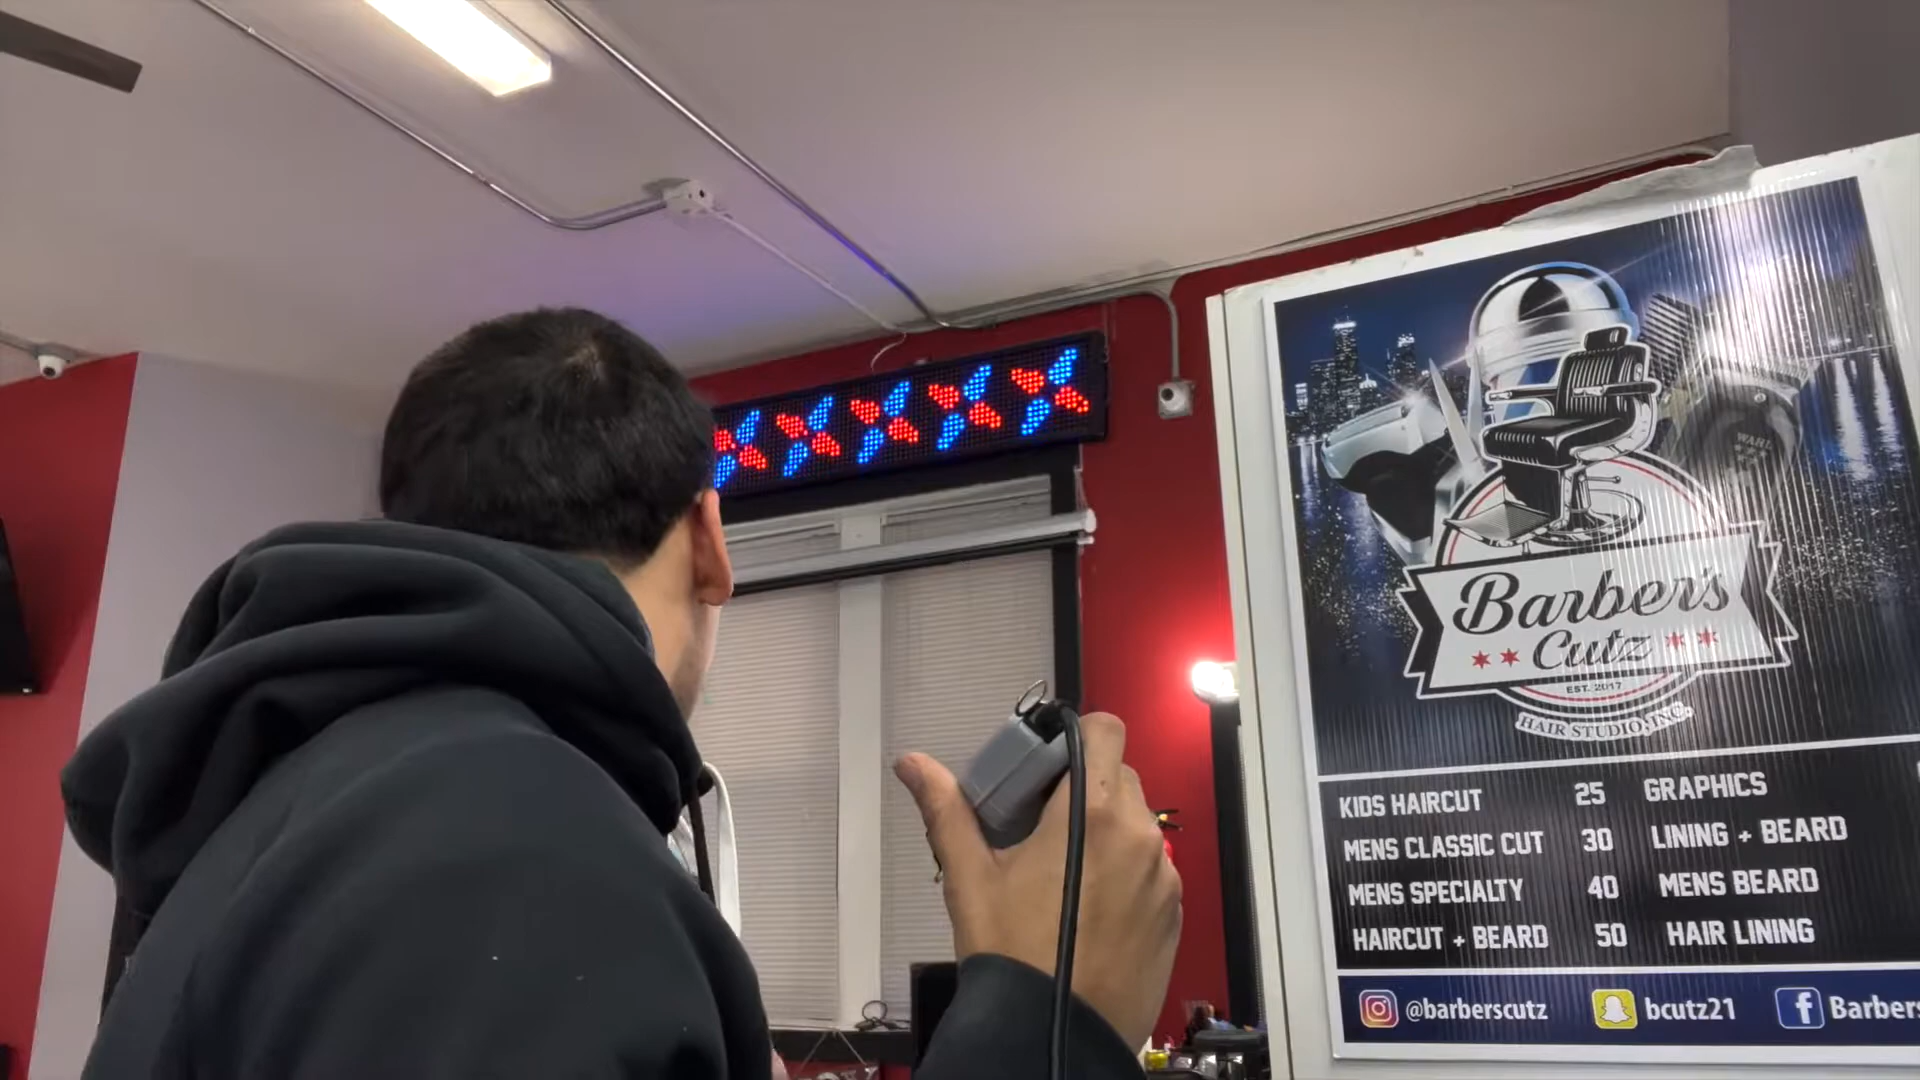 WAHL
Barber's
Cutz
EST. 2017
HAIR STUDIO, INC.
KIDS HAIRCUT 25 GRAPHICS
MENS CLASSIC CUT 30 LINING + BEARD
MENS SPECIALTY 40 MENS BEARD
HAIRCUT + BEARD 50 HAIR LINING
@barberscutz bcutz21 Barbers